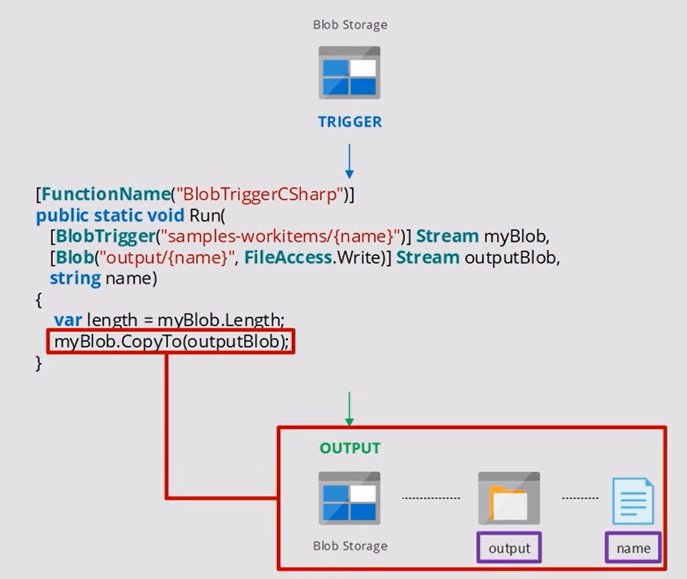 Blob Storage
TRIGGER
[FunctionName("BlobTriggerCSharp")]
public static void Run(
[BlobTrigger("samples-workitems/{name}")] Stream myBlob,
[Blob("output/{name}", FileAccess.Write)] Stream outputBlob,
string name)
{
var length = myBlob.Length;
myBlob.CopyTo(outputBlob);
}
OUTPUT
Blob Storage
output
name